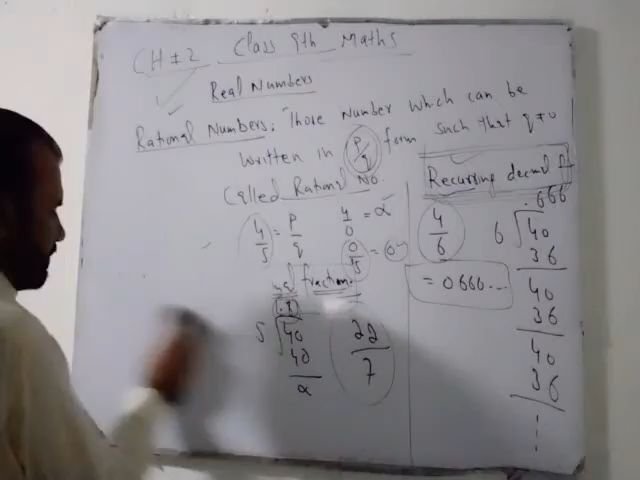 CH # 2 Class 9th Maths
Real Numbers
Rational Numbers: Those Number which can be
written in p/q form such that q ≠ 0
Called Rational No.
4/5 = P/q
4/0 = α
0/5 = 0
fraction
.8
5 40
40
x
22/7
Recurring decimal f
4/6
= 0.666...
.666
6 40
36
40
36
40
36